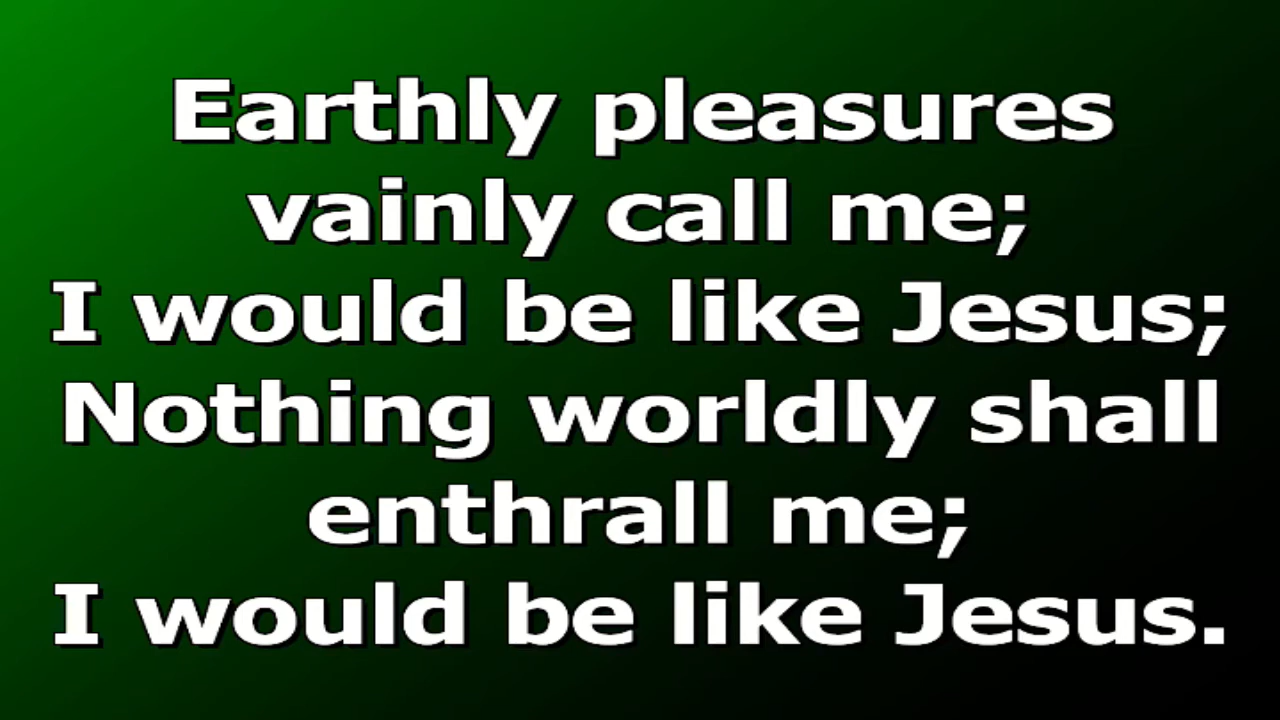 Earthly pleasures
vainly call me;
I would be like Jesus;
Nothing worldly shall
enthrall me;
I would be like Jesus.